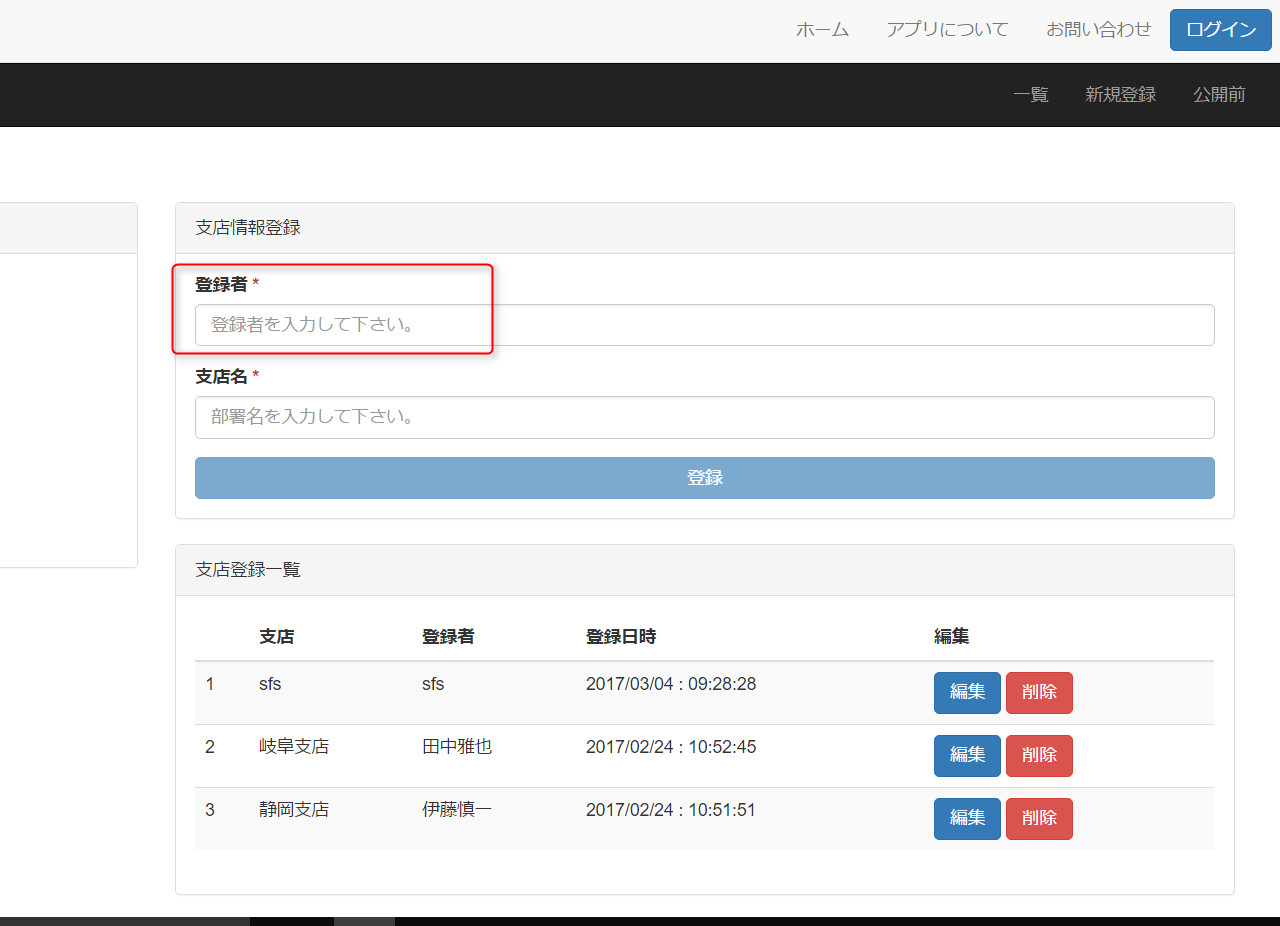 ホーム アプリについて お問い合わせ ログイン
一覧 新規登録 公開前
支店情報登録
登録者 *
登録者を入力して下さい。
支店名 *
部署名を入力して下さい。
登録
支店登録一覧
支店 登録者 登録日時 編集
1 sfs sfs 2017/03/04 : 09:28:28 編集 削除
2 岐阜支店 田中雅也 2017/02/24 : 10:52:45 編集 削除
3 静岡支店 伊藤慎一 2017/02/24 : 10:51:51 編集 削除